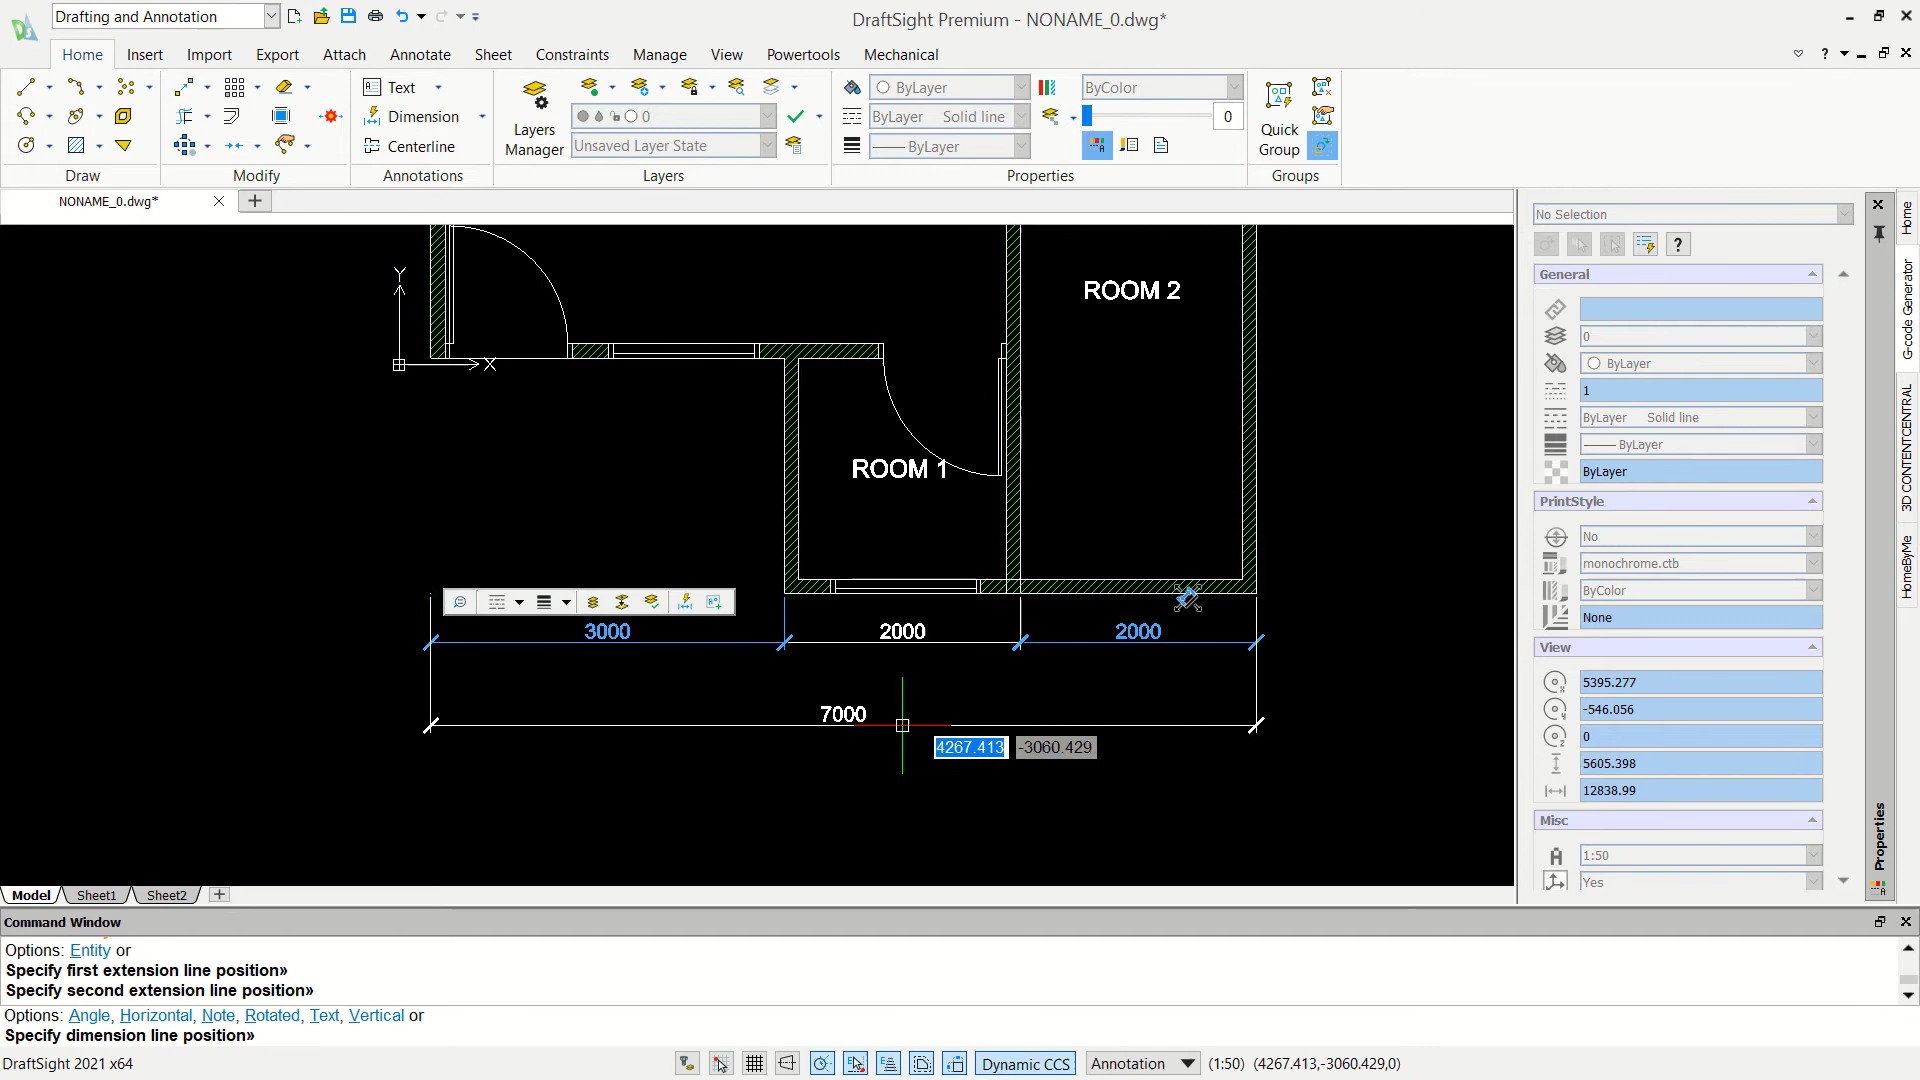 Drafting and Annotation
DraftSight Premium - NONAME_0.dwg*
Home Insert Import Export Attach Annotate Sheet Constraints Manage View Powertools Mechanical
?
Text
Dimension
Centerline
Layers
Manager
0
Unsaved Layer State
ByLayer
ByLayer Solid line
ByLayer
ByColor
0
Quick
Group
Draw Modify Annotations Layers Properties Groups
NONAME_0.dwg*
Y
X
ROOM 2
ROOM 1
3000 2000 2000
7000
4267.413 -3060.429
No Selection
?
General
0
ByLayer
1
ByLayer Solid line
ByLayer
ByLayer
PrintStyle
No
monochrome.ctb
ByColor
None
View
5395.277
-546.056
0
5605.398
12838.99
Misc
1:50
Yes
Properties
Home
G-code Generator
3D CONTENTCENTRAL
HomeByMe
Model Sheet1 Sheet2
Command Window
Options: Entity or
Specify first extension line position»
Specify second extension line position»
Options: Angle, Horizontal, Note, Rotated, Text, Vertical or
Specify dimension line position»
DraftSight 2021 x64
Dynamic CCS Annotation (1:50) (4267.413,-3060.429,0)